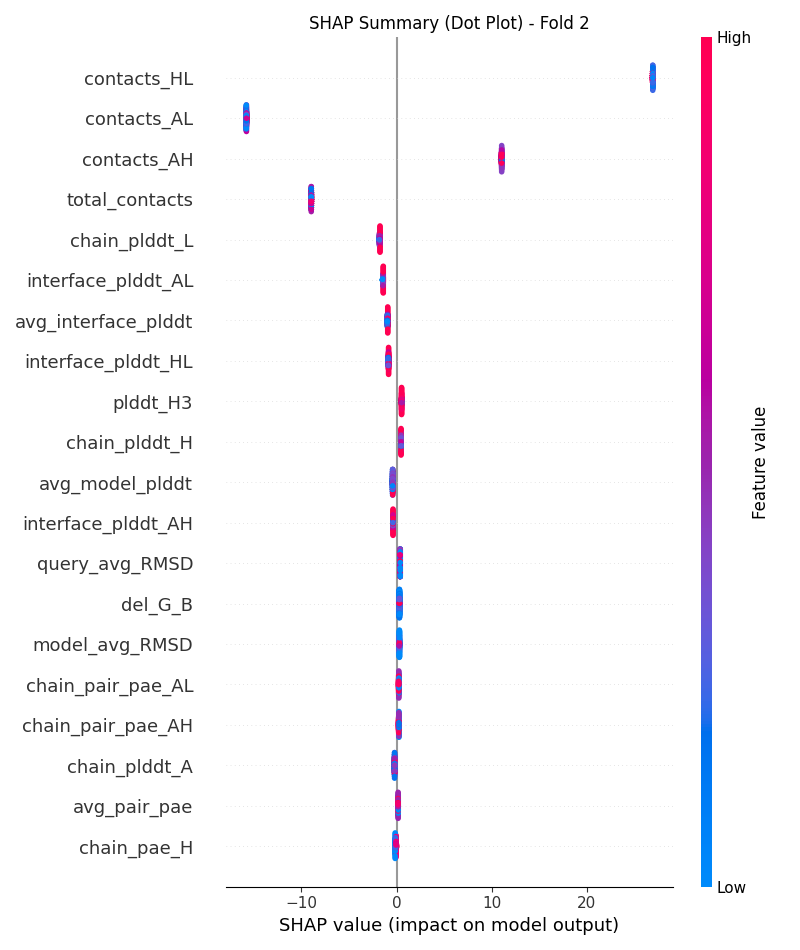 SHAP Summary (Dot Plot) - Fold 2
High
contacts_HL
contacts_AL
contacts_AH
total_contacts
chain_plddt_L
interface_plddt_AL
avg_interface_plddt
interface_plddt_HL
plddt_H3
chain_plddt_H
avg_model_plddt
interface_plddt_AH
query_avg_RMSD
del_G_B
model_avg_RMSD
chain_pair_pae_AL
chain_pair_pae_AH
chain_plddt_A
avg_pair_pae
chain_pae_H
Feature value
Low
−10 0 10 20
SHAP value (impact on model output)